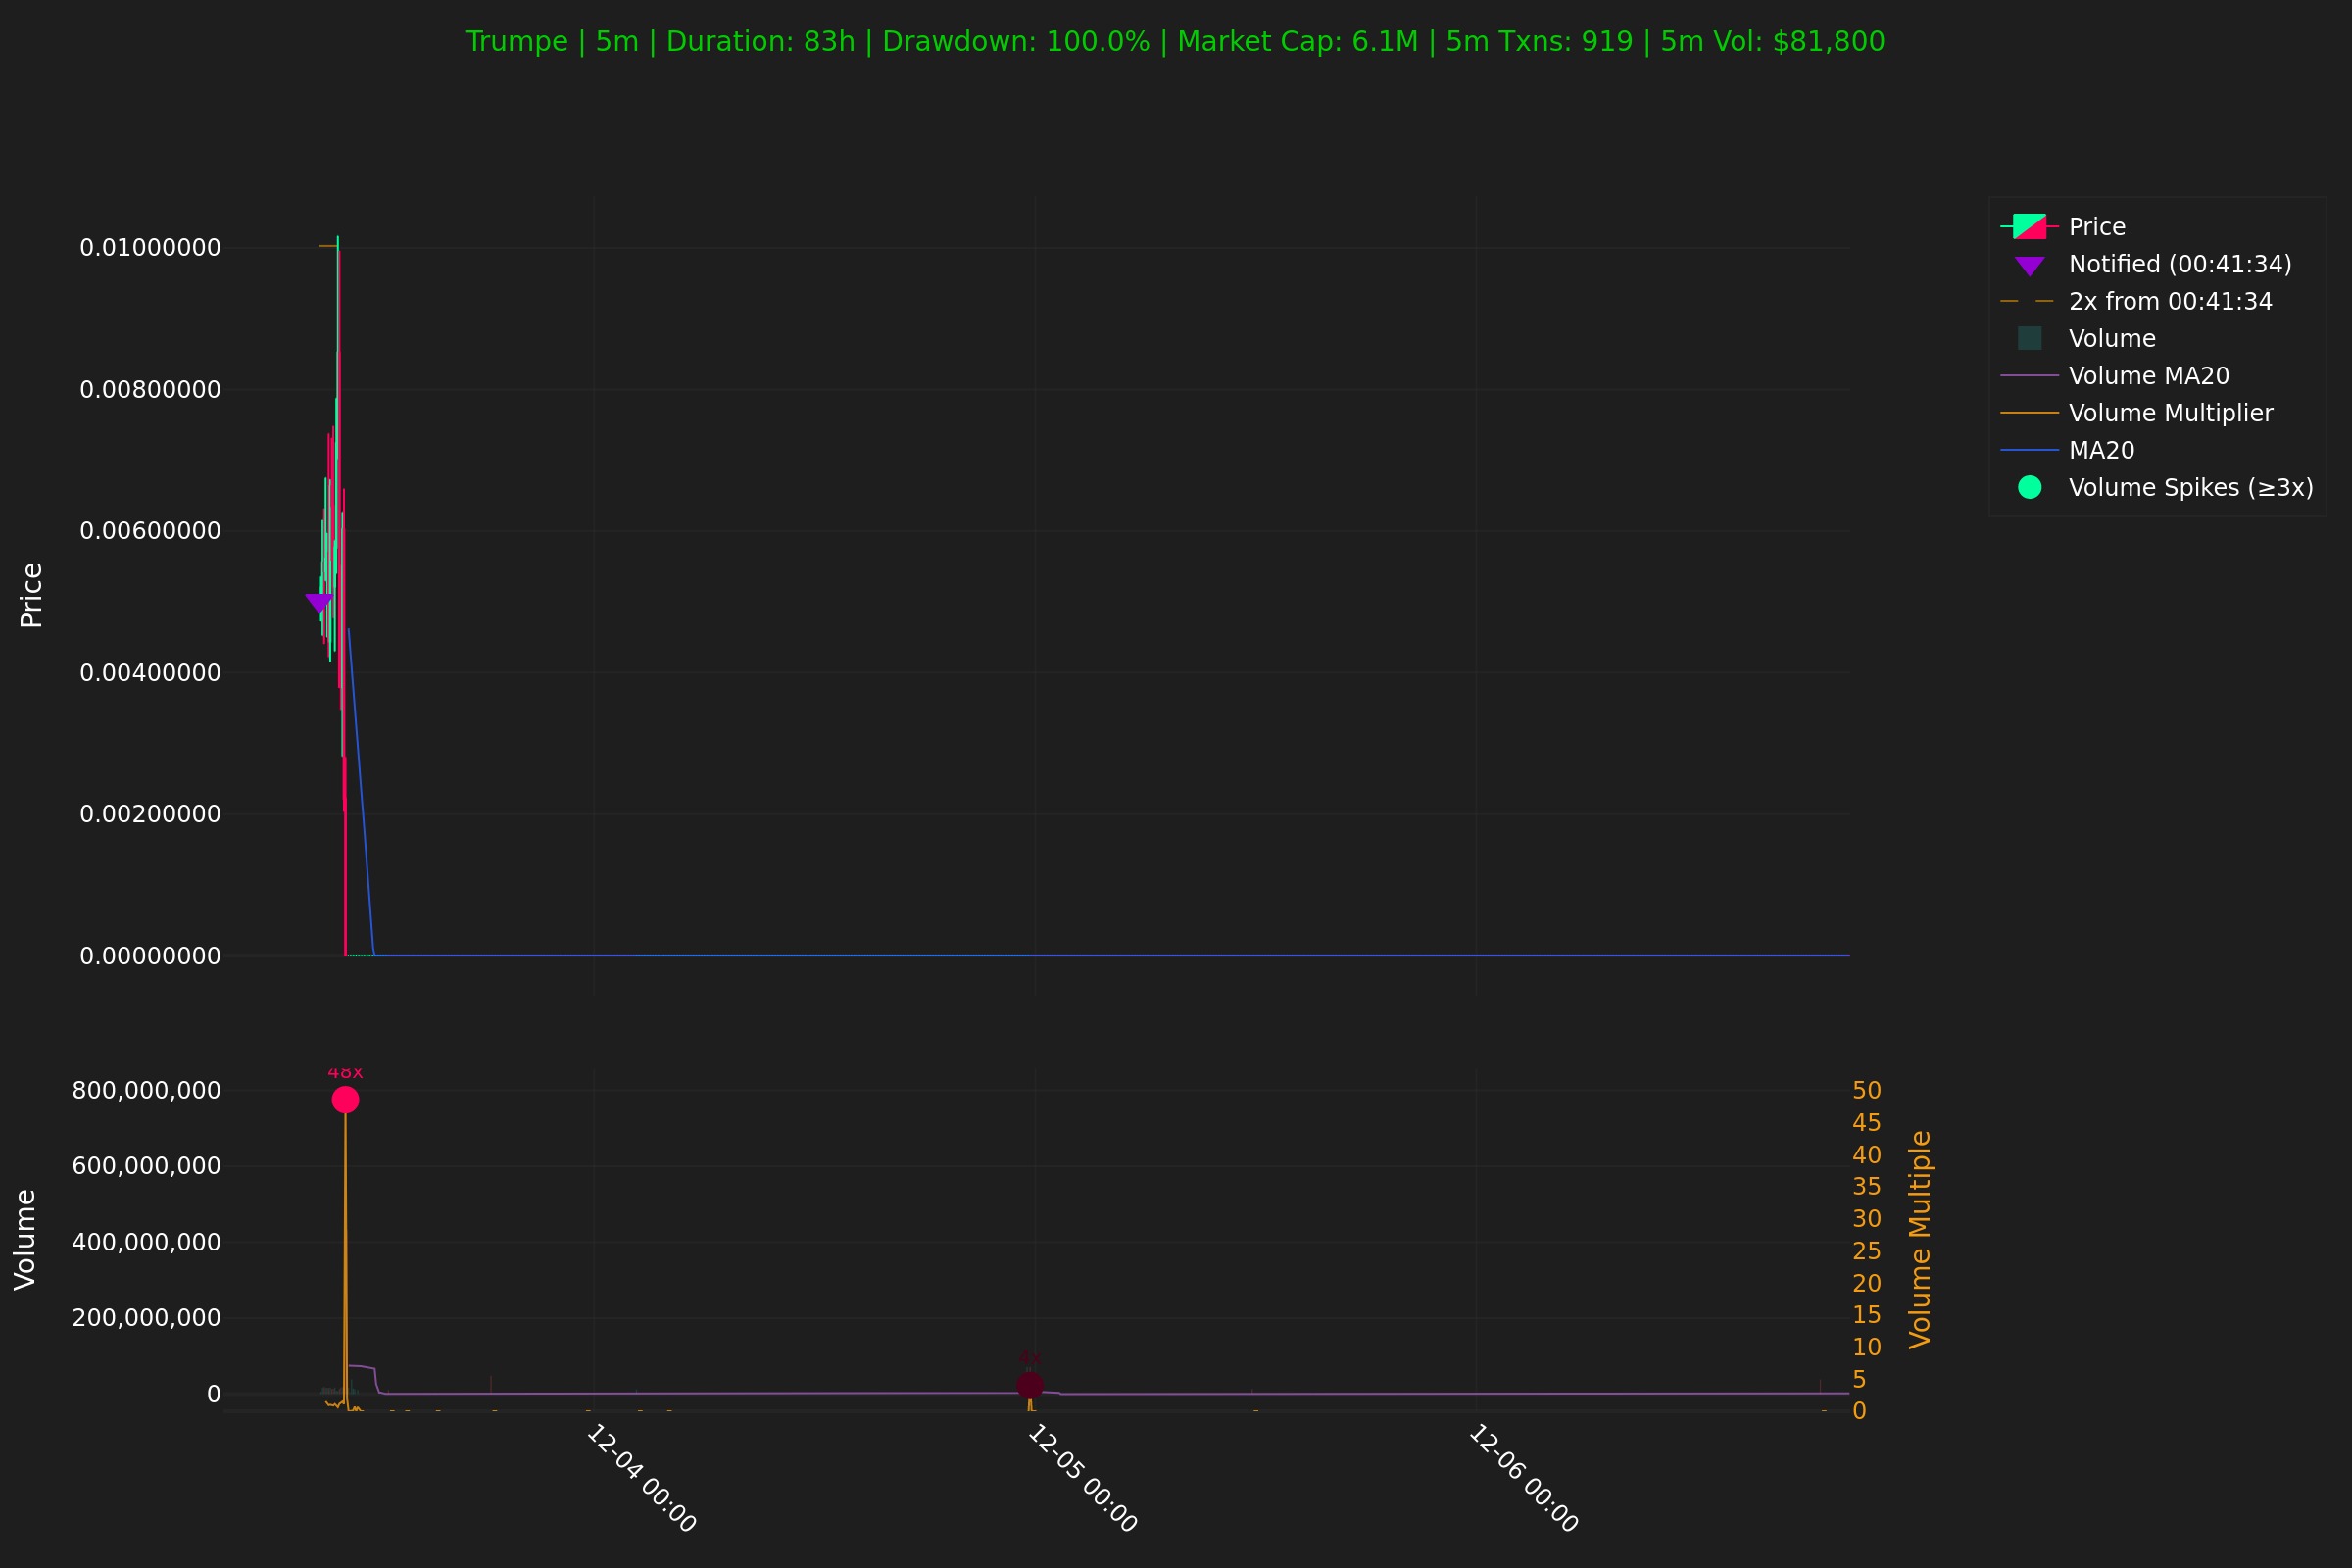 Trumpe | 5m | Duration: 83h | Drawdown: 100.0% | Market Cap: 6.1M | 5m Txns: 919 | 5m Vol: $81,800
Price
0.01000000
0.00800000
0.00600000
0.00400000
0.00200000
0.00000000
Price
Notified (00:41:34)
2x from 00:41:34
Volume
Volume MA20
Volume Multiplier
MA20
Volume Spikes (≥3x)
Volume
800,000,000
600,000,000
400,000,000
200,000,000
0
48x
4x
50
45
40
35
30
25
20
15
10
5
0
Volume Multiple
12-04 00:00
12-05 00:00
12-06 00:00